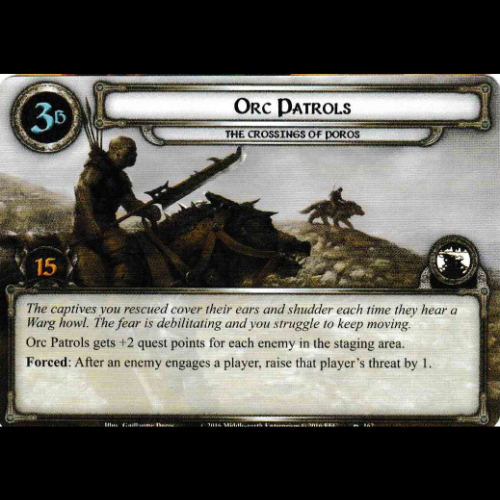 3B
ORC PATROLS
THE CROSSINGS OF POROS
15
The captives you rescued cover their ears and shudder each time they hear a
Warg howl. The fear is debilitating and you struggle to keep moving.
Orc Patrols gets +2 quest points for each enemy in the staging area.
Forced: After an enemy engages a player, raise that player's threat by 1.